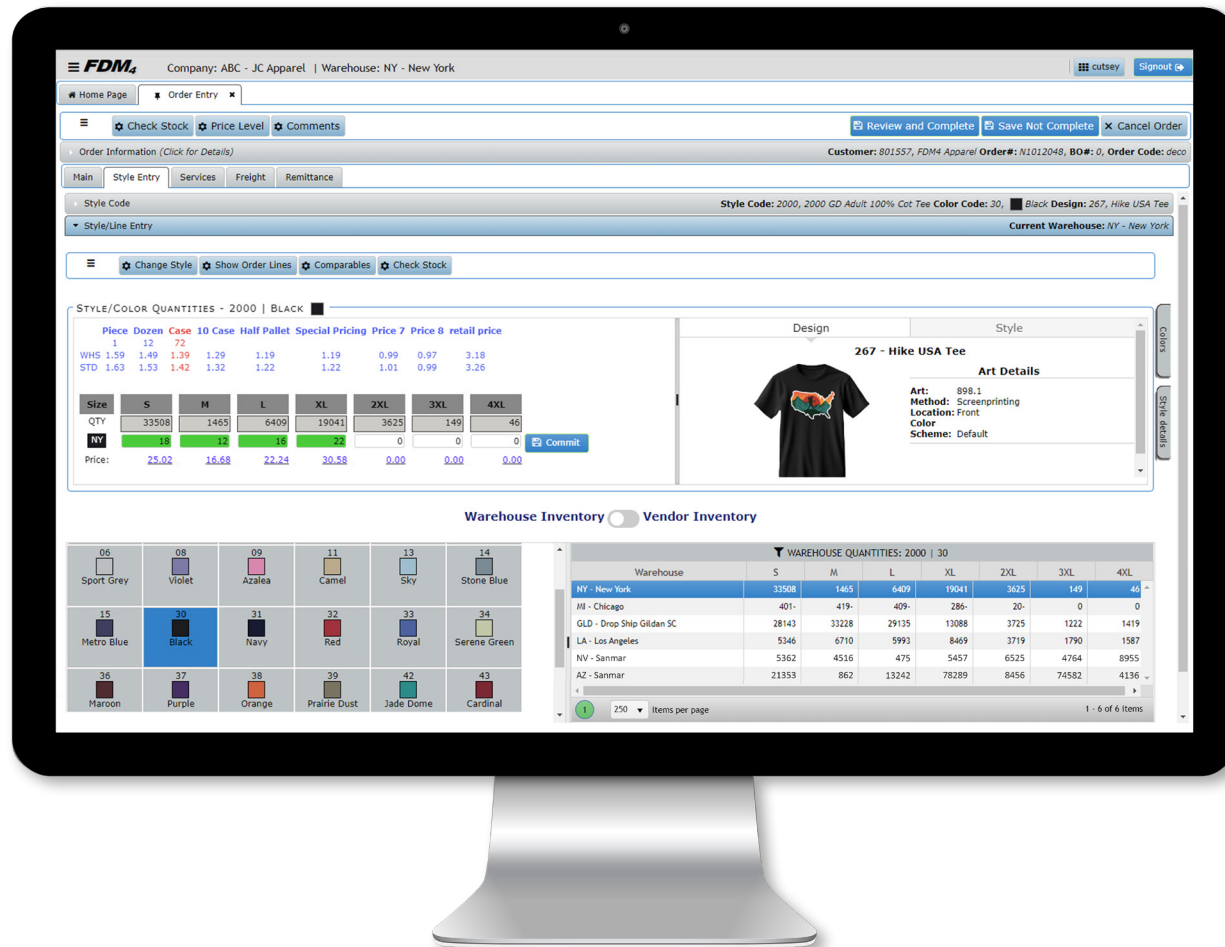 FDM4 Company: ABC - JC Apparel | Warehouse: NY - New York cutsey Signout
Home Page Order Entry ×
Check Stock Price Level Comments Review and Complete Save Not Complete × Cancel Order
Order Information (Click for Details) Customer: 801557, FDM4 Apparel Order#: N1012048, BO#: 0, Order Code: deco
Main Style Entry Services Freight Remittance
Style Code Style Code: 2000, 2000 GD Adult 100% Cot Tee Color Code: 30, Black Design: 267, Hike USA Tee
Style/Line Entry Current Warehouse: NY - New York
Change Style Show Order Lines Comparables Check Stock
STYLE/COLOR QUANTITIES - 2000 | BLACK
Piece Dozen Case 10 Case Half Pallet Special Pricing Price 7 Price 8 retail price
1 12 72
WHS 1.59 1.49 1.39 1.29 1.19 1.19 0.99 0.97 3.18
STD 1.63 1.53 1.42 1.32 1.22 1.22 1.01 0.99 3.26
Size S M L XL 2XL 3XL 4XL
QTY 33508 1465 6409 19041 3625 149 46
NY 18 12 16 22 0 0 0 Commit
Price: 25.02 16.68 22.24 30.58 0.00 0.00 0.00
Design Style
267 - Hike USA Tee
Art Details
Art: 898.1
Method: Screenprinting
Location: Front
Color
Scheme: Default
Colors
Style details
Warehouse Inventory Vendor Inventory
06 08 09 11 13 14
Sport Grey Violet Azalea Camel Sky Stone Blue
15 30 31 32 33 34
Metro Blue Black Navy Red Royal Serene Green
36 37 38 39 42 43
Maroon Purple Orange Prairie Dust Jade Dome Cardinal
WAREHOUSE QUANTITIES: 2000 | 30
Warehouse S M L XL 2XL 3XL 4XL
NY - New York 33508 1465 6409 19041 3625 149 46
MI - Chicago 401- 419- 409- 286- 20- 0 0
GLD - Drop Ship Gildan SC 28143 33228 29135 13088 3725 1222 1419
LA - Los Angeles 5346 6710 5993 8469 3719 1790 1587
NV - Sanmar 5362 4516 475 5457 6525 4764 8955
AZ - Sanmar 21353 862 13242 78289 8456 74582 4136
1 250 Items per page 1 - 6 of 6 Items